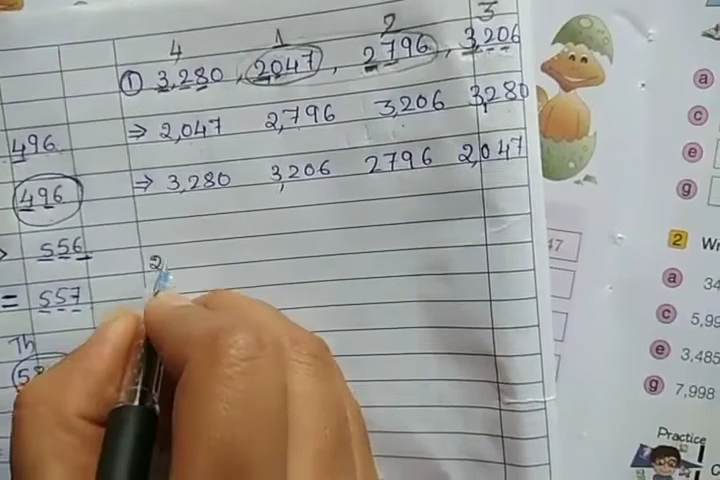 4 1 2 3
① 3,280 , 2,047 , 2,796 , 3,206
496 ⇒ 2,047 2,796 3,206 3,280
496 ⇒ 3,280 3,206 2796 2,047
556
2
= 557
Th
a
c
e
g
47
2 Wr
a 34
c 5,99
e 3,485
g 7,998
Practice